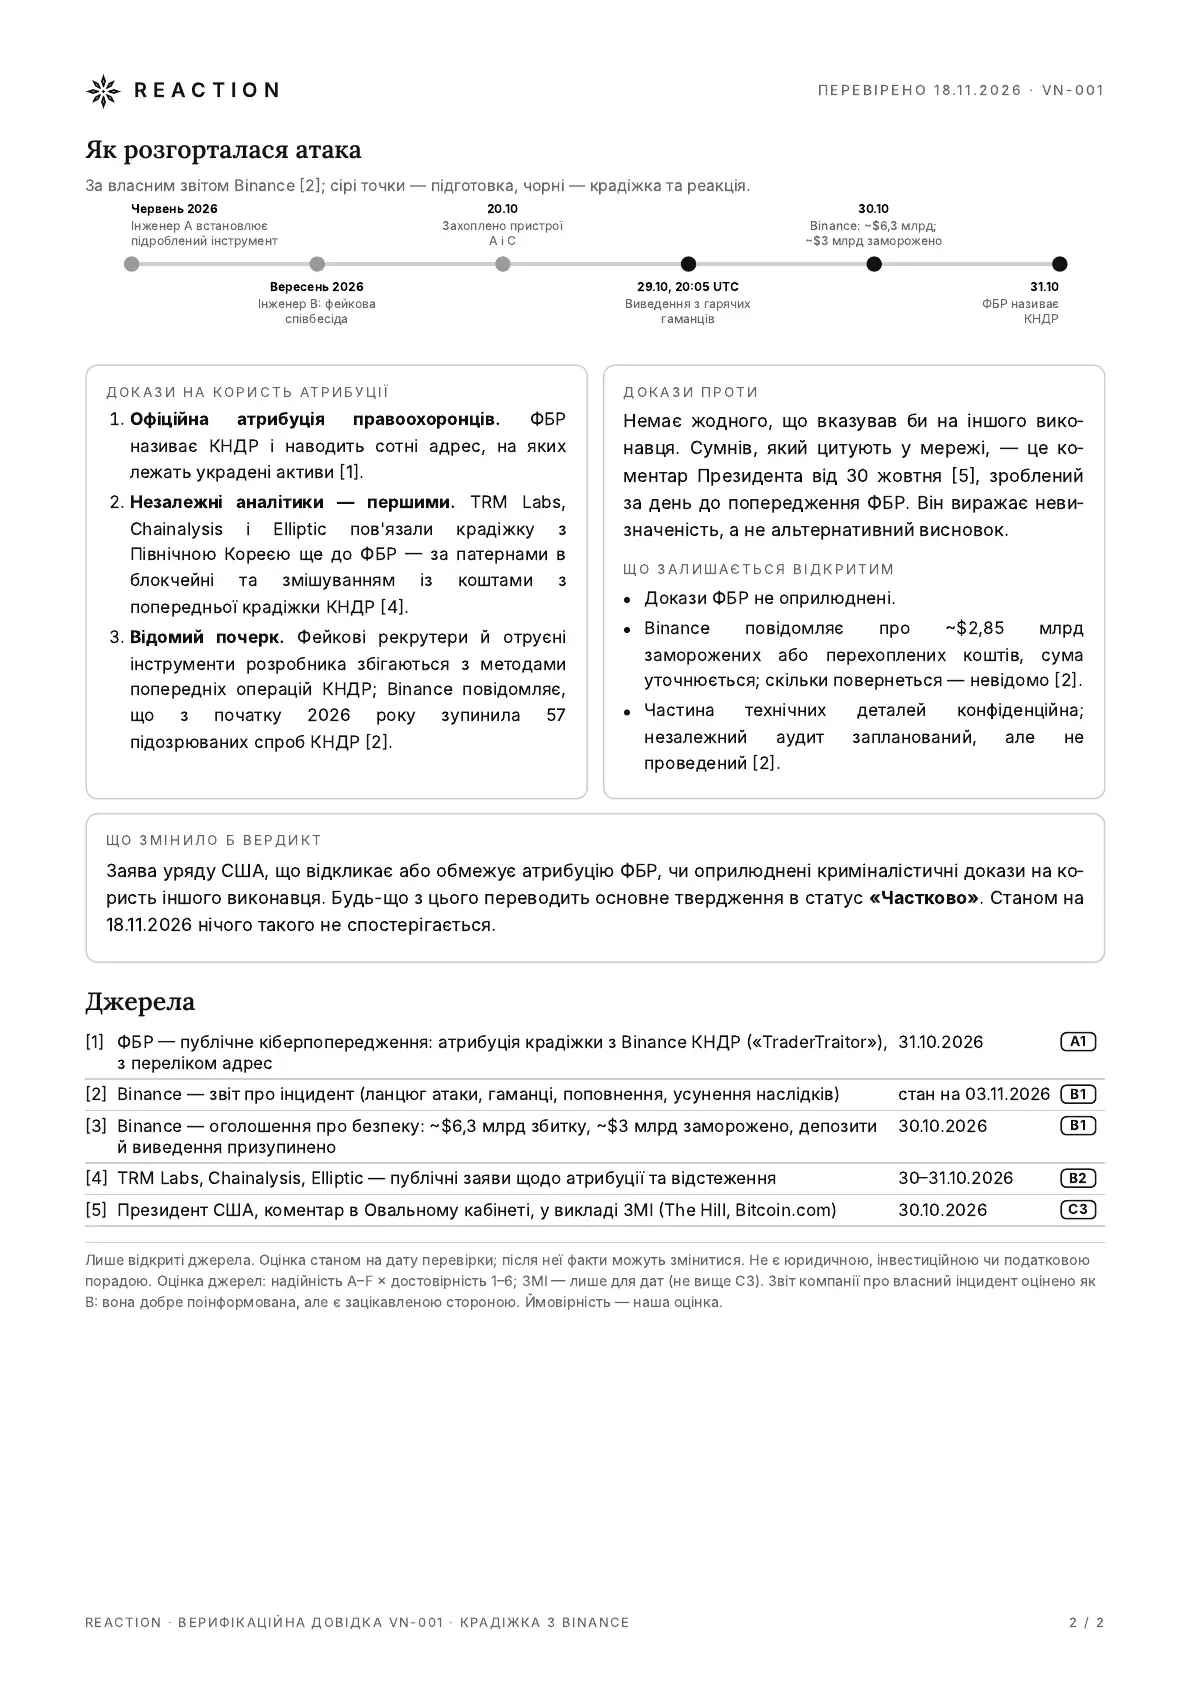 REACTION
ПЕРЕВІРЕНО 18.11.2026 · VN-001
Як розгорталася атака
За власним звітом Binance [2]; сірі точки — підготовка, чорні — крадіжка та реакція.
Червень 2026
Інженер A встановлює
підроблений інструмент
20.10
Захоплено пристрої
A і C
30.10
Binance: ~$6,3 млрд;
~$3 млрд заморожено
Вересень 2026
Інженер B: фейкова
співбесіда
29.10, 20:05 UTC
Виведення з гарячих
гаманців
31.10
ФБР називає
КНДР
ДОКАЗИ НА КОРИСТЬ АТРИБУЦІЇ
1. Офіційна атрибуція правоохоронців. ФБР
називає КНДР і наводить сотні адрес, на яких
лежать украдені активи [1].
2. Незалежні аналітики — першими. TRM Labs,
Chainalysis і Elliptic пов'язали крадіжку з
Північною Кореєю ще до ФБР — за патернами в
блокчейні та змішуванням із коштами з
попередньої крадіжки КНДР [4].
3. Відомий почерк. Фейкові рекрутери й отруєні
інструменти розробника збігаються з методами
попередніх операцій КНДР; Binance повідомляє,
що з початку 2026 року зупинила 57
підозрюваних спроб КНДР [2].
ДОКАЗИ ПРОТИ
Немає жодного, що вказував би на іншого вико-
навця. Сумнів, який цитують у мережі, — це ко-
ментар Президента від 30 жовтня [5], зроблений
за день до попередження ФБР. Він виражає неви-
значеність, а не альтернативний висновок.
ЩО ЗАЛИШАЄТЬСЯ ВІДКРИТИМ
• Докази ФБР не оприлюднені.
• Binance повідомляє про ~$2,85 млрд
заморожених або перехоплених коштів, сума
уточнюється; скільки повернеться — невідомо [2].
• Частина технічних деталей конфіденційна;
незалежний аудит запланований, але не
проведений [2].
ЩО ЗМІНИЛО Б ВЕРДИКТ
Заява уряду США, що відкликає або обмежує атрибуцію ФБР, чи оприлюднені криміналістичні докази на ко-
ристь іншого виконавця. Будь-що з цього переводить основне твердження в статус «Частково». Станом на
18.11.2026 нічого такого не спостерігається.
Джерела
[1] ФБР — публічне кіберпопередження: атрибуція крадіжки з Binance КНДР («TraderTraitor»), 31.10.2026 A1
з переліком адрес
[2] Binance — звіт про інцидент (ланцюг атаки, гаманці, поповнення, усунення наслідків) стан на 03.11.2026 B1
[3] Binance — оголошення про безпеку: ~$6,3 млрд збитку, ~$3 млрд заморожено, депозити 30.10.2026 B1
й виведення призупинено
[4] TRM Labs, Chainalysis, Elliptic — публічні заяви щодо атрибуції та відстеження 30–31.10.2026 B2
[5] Президент США, коментар в Овальному кабінеті, у викладі ЗМІ (The Hill, Bitcoin.com) 30.10.2026 C3
Лише відкриті джерела. Оцінка станом на дату перевірки; після неї факти можуть змінитися. Не є юридичною, інвестиційною чи податковою
порадою. Оцінка джерел: надійність A–F × достовірність 1–6; ЗМІ — лише для дат (не вище C3). Звіт компанії про власний інцидент оцінено як
B: вона добре поінформована, але є зацікавленою стороною. Ймовірність — наша оцінка.
REACTION · ВЕРИФІКАЦІЙНА ДОВІДКА VN-001 · КРАДІЖКА З BINANCE
2 / 2